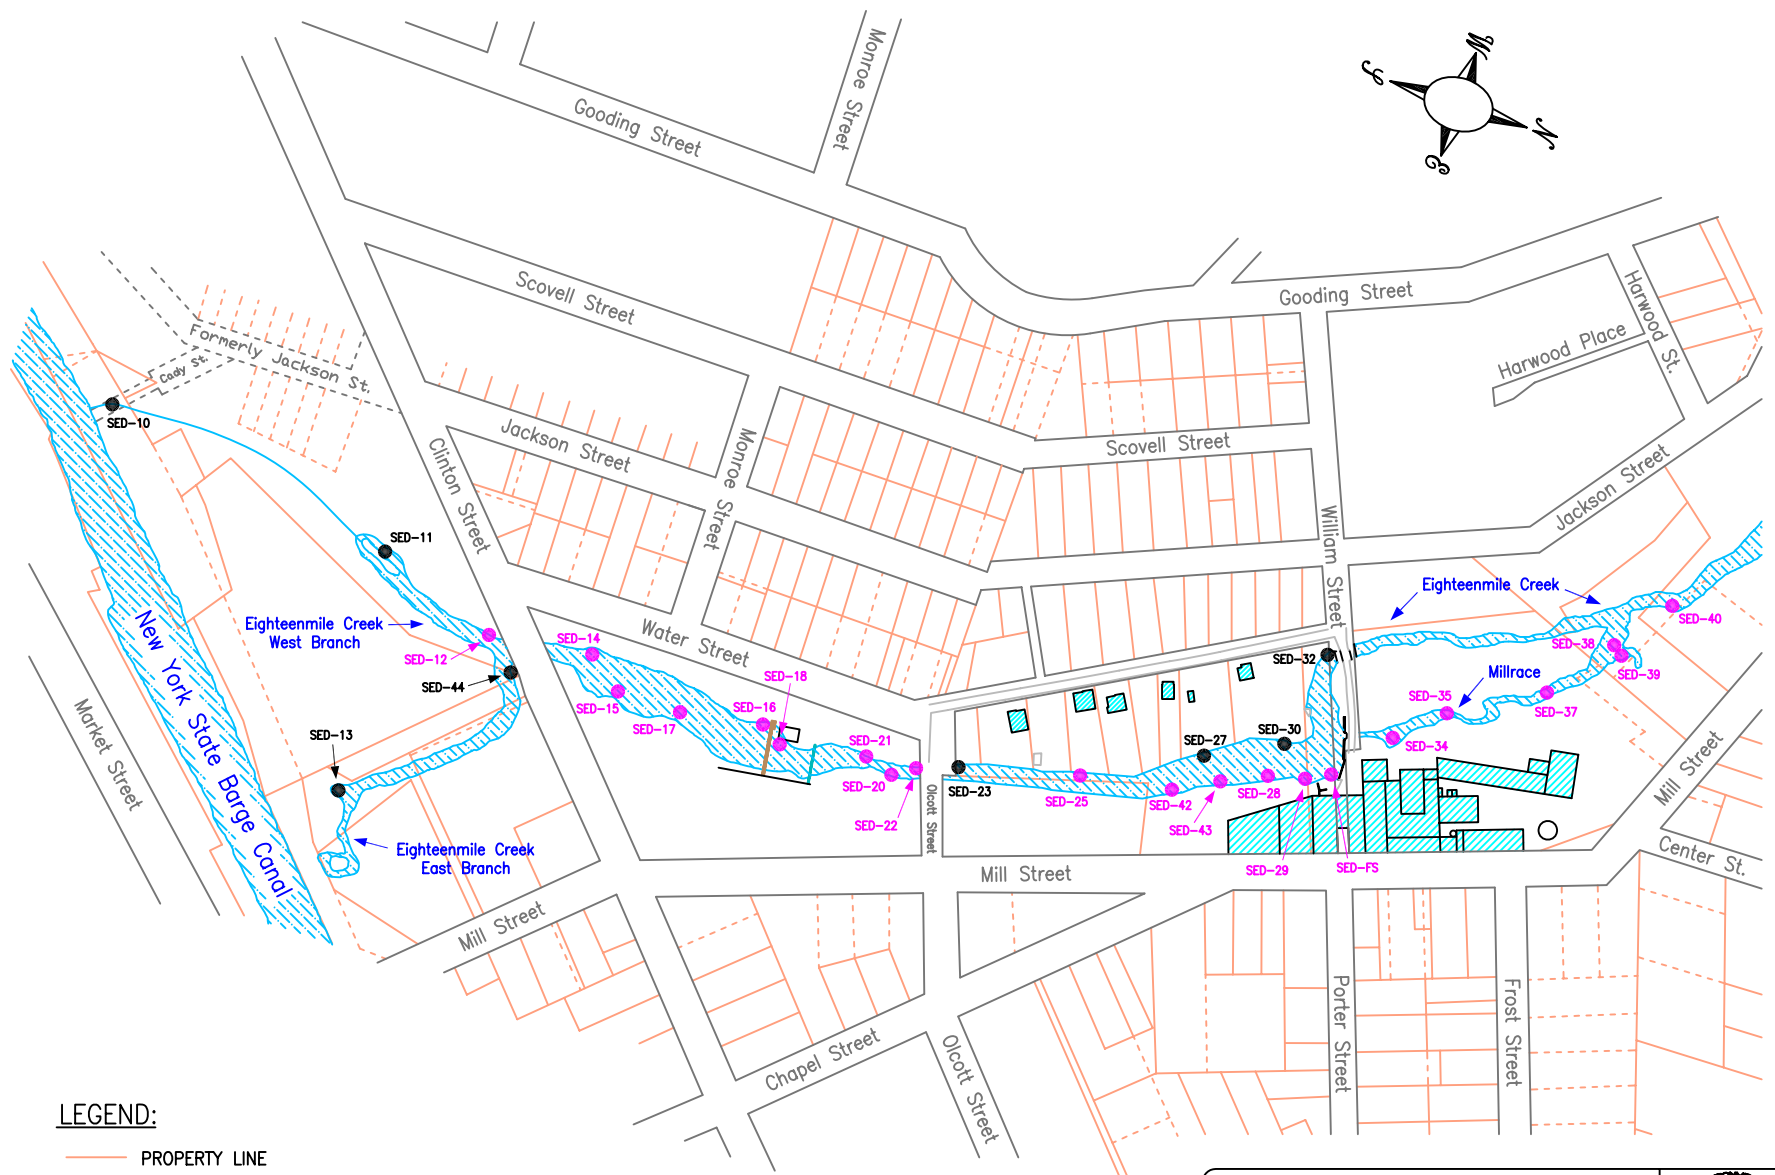 Monroe Street
W
S
N
E
Gooding Street
Scovell Street
Gooding Street
Harwood St.
Harwood Place
Formerly Jackson St.
Cady St.
SED-10
Clinton Street
Jackson Street
Monroe Street
Scovell Street
Jackson Street
SED-11
William Street
Eighteenmile Creek
Eighteenmile Creek
West Branch
New York State Barge Canal
Water Street
SED-14
SED-12
SED-44
SED-32
SED-38
SED-40
SED-39
Millrace
SED-18
SED-15
SED-16
SED-17
SED-35
SED-37
Market Street
SED-13
SED-21
SED-30
SED-27
SED-34
Mill Street
SED-20
SED-22
SED-23
SED-25
SED-42
SED-28
SED-43
Olcott Street
Eighteenmile Creek
East Branch
SED-29
SED-FS
Mill Street
Center St.
Mill Street
Porter Street
Frost Street
Chapel Street
Olcott Street
LEGEND:
PROPERTY LINE